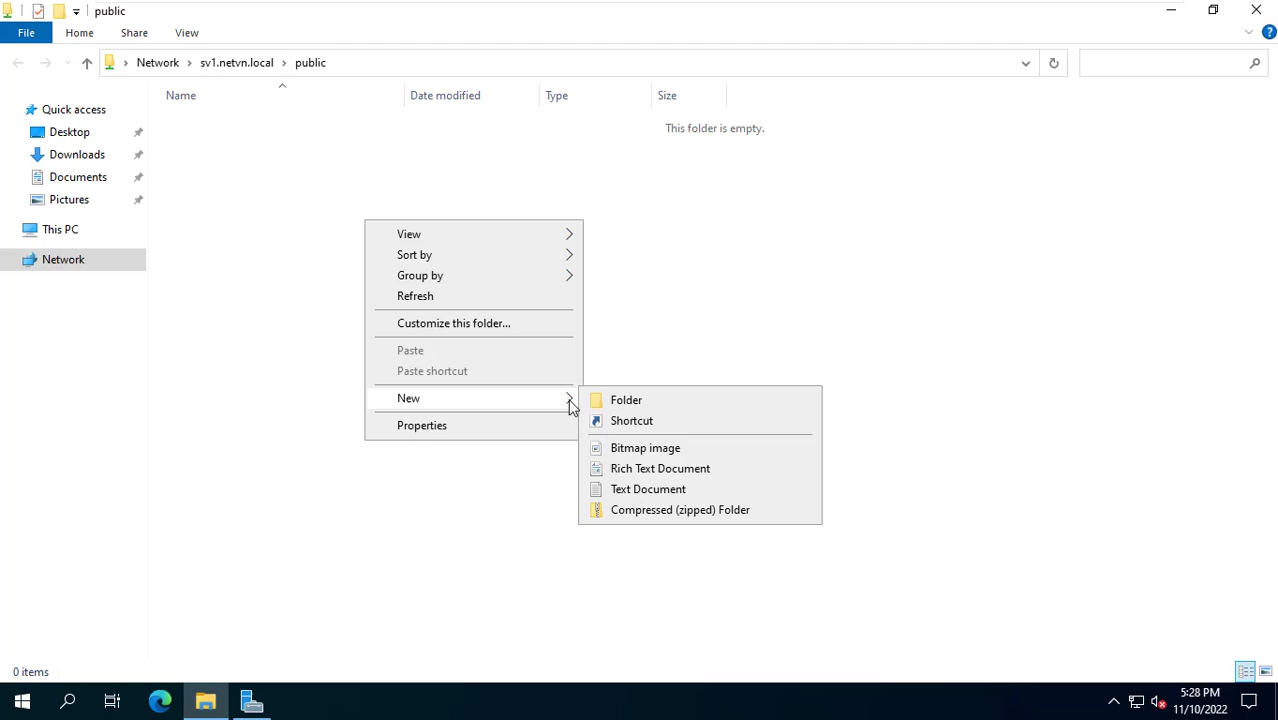 public
File Home Share View
Network sv1.netvn.local public
Name Date modified Type Size
This folder is empty.
Quick access
Desktop
Downloads
Documents
Pictures
This PC
Network
View
Sort by
Group by
Refresh
Customize this folder...
Paste
Paste shortcut
New
Properties
Folder
Shortcut
Bitmap image
Rich Text Document
Text Document
Compressed (zipped) Folder
0 items
5:28 PM
11/10/2022